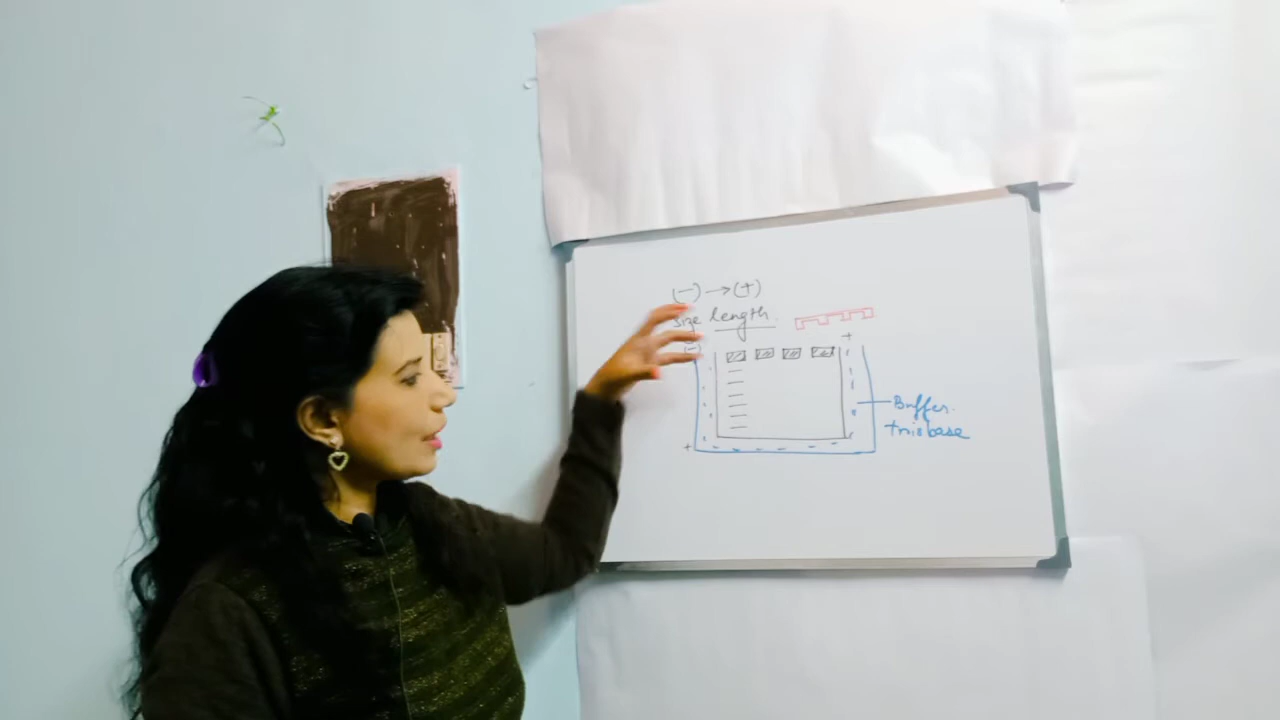 (-) → (+)
size length
+
(-)
Buffer.
tris base
+